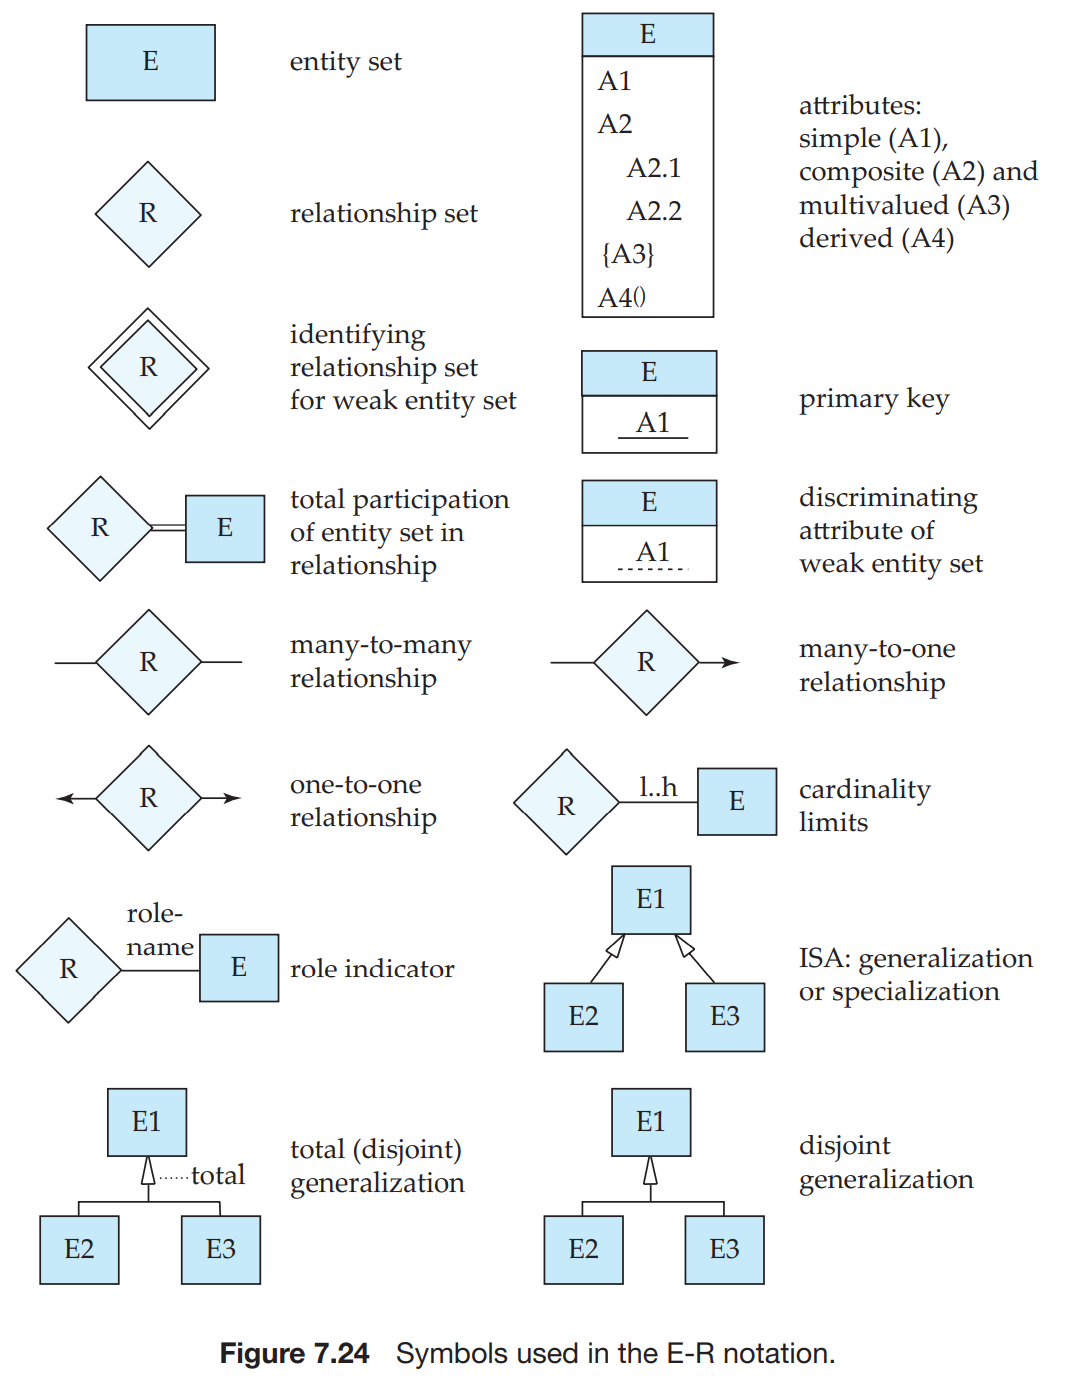 E
entity set
R
relationship set
R
identifying
relationship set
for weak entity set
R
E
total participation
of entity set in
relationship
R
many-to-many
relationship
R
one-to-one
relationship
R
role-
name
E
role indicator
E1
total
E2
E3
total (disjoint)
generalization
E
A1
A2
A2.1
A2.2
{A3}
A4()
attributes:
simple (A1),
composite (A2) and
multivalued (A3)
derived (A4)
E
A1
primary key
E
A1
discriminating
attribute of
weak entity set
R
many-to-one
relationship
R
l..h
E
cardinality
limits
E1
E2
E3
ISA: generalization
or specialization
E1
E2
E3
disjoint
generalization
Figure 7.24 Symbols used in the E-R notation.